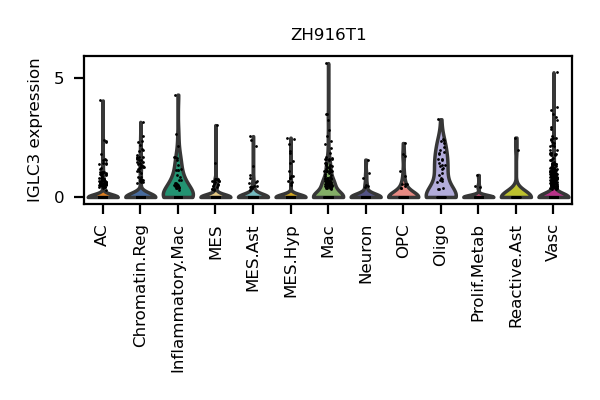 ZH916T1
IGLC3 expression
5
0
AC
Chromatin.Reg
Inflammatory.Mac
MES
MES.Ast
MES.Hyp
Mac
Neuron
OPC
Oligo
Prolif.Metab
Reactive.Ast
Vasc